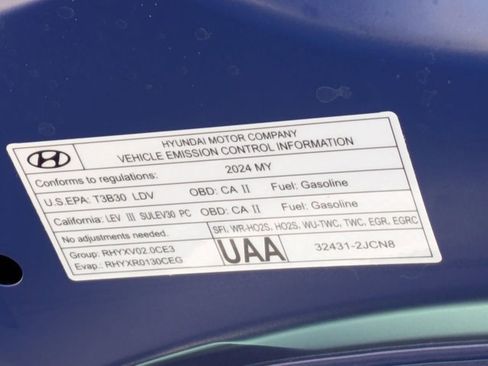 HYUNDAI MOTOR COMPANY
VEHICLE EMISSION CONTROL INFORMATION
Conforms to regulations: 2024 MY
U.S.EPA: T3B30 LDV OBD: CA II Fuel: Gasoline
California: LEV III SULEV30 PC OBD: CA II Fuel: Gasoline
No adjustments needed. SFI, WR-HO2S, HO2S, WU-TWC, TWC, EGR, EGRC
Group: RHYXV02.0CE3
Evap.: RHYXR0130CEG
UAA 32431-2JCN8